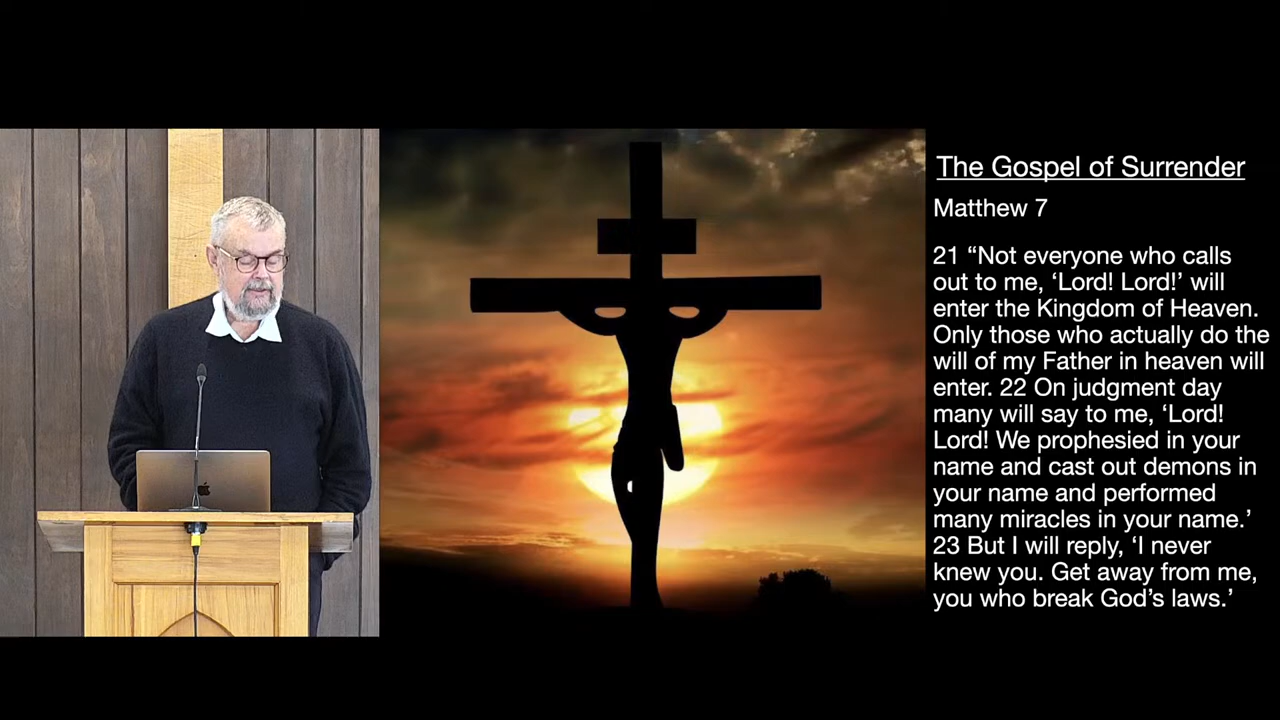 The Gospel of Surrender
Matthew 7
21 “Not everyone who calls
out to me, ‘Lord! Lord!’ will
enter the Kingdom of Heaven.
Only those who actually do the
will of my Father in heaven will
enter. 22 On judgment day
many will say to me, ‘Lord!
Lord! We prophesied in your
name and cast out demons in
your name and performed
many miracles in your name.’
23 But I will reply, ‘I never
knew you. Get away from me,
you who break God’s laws.’